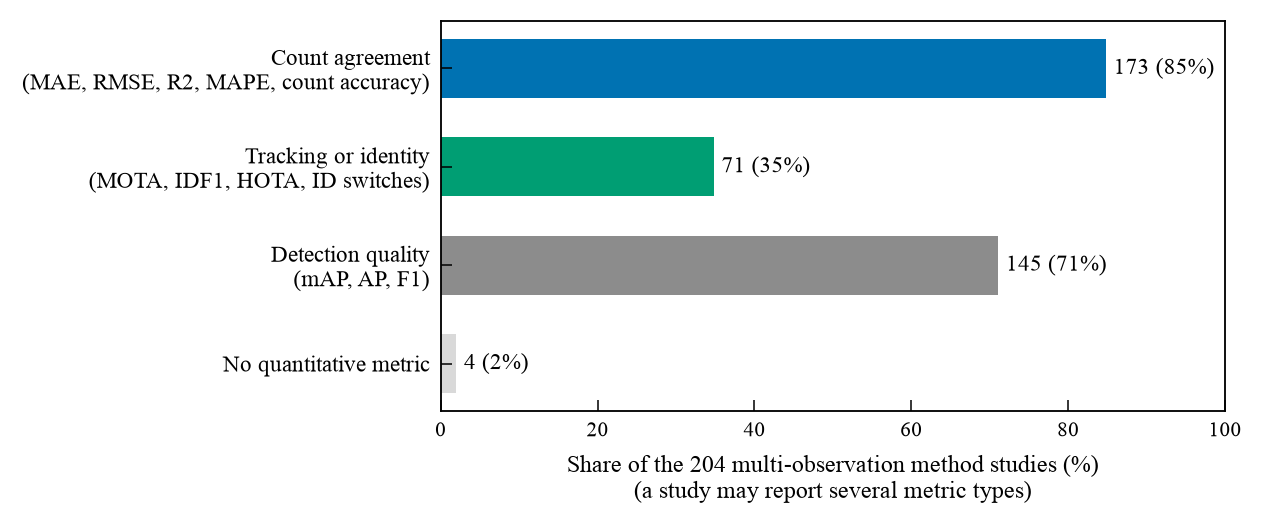 Count agreement
(MAE, RMSE, R2, MAPE, count accuracy)
173 (85%)
Tracking or identity
(MOTA, IDF1, HOTA, ID switches)
71 (35%)
Detection quality
(mAP, AP, F1)
145 (71%)
No quantitative metric
4 (2%)
0 20 40 60 80 100
Share of the 204 multi-observation method studies (%)
(a study may report several metric types)